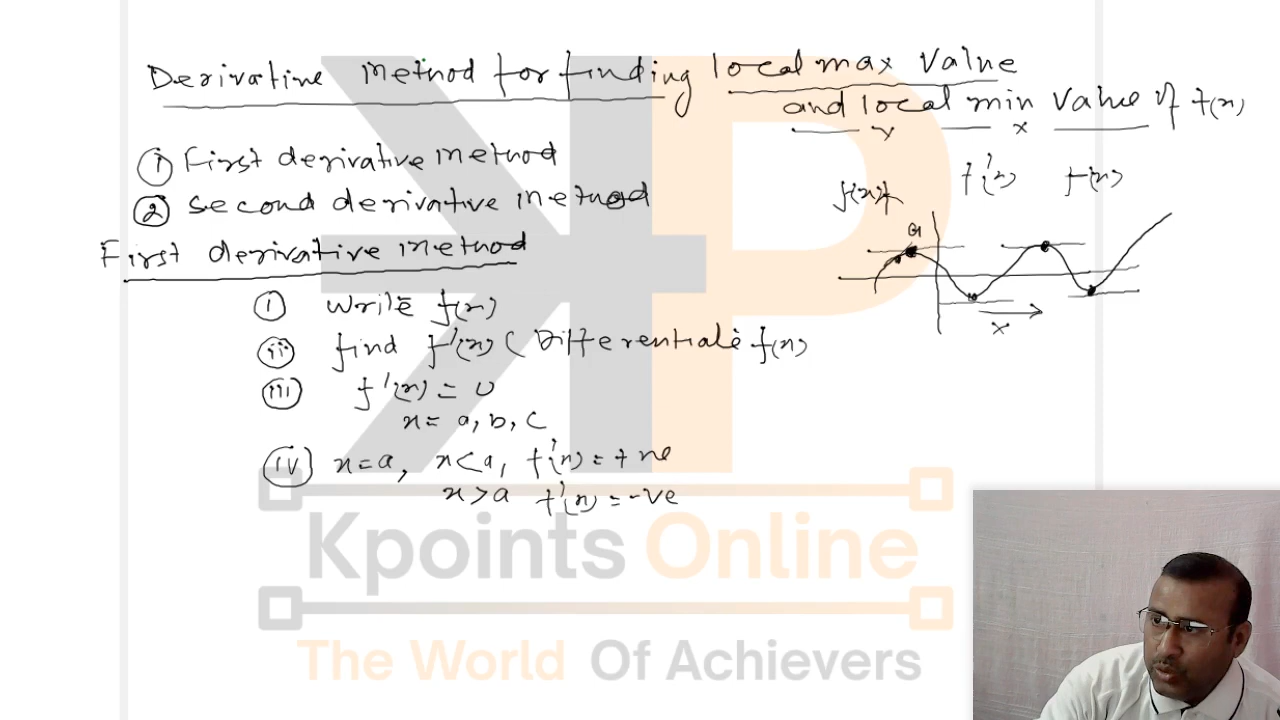 Derivative method for finding local max value
and local min value of f(x)
① First derivative method
② Second derivative method
f(x)
f'(x) f(x)
First derivative method
a
x
(i) Write f(x)
(ii) find f'(x) ( Differentiate f(x)
(iii) f'(x) = 0
x = a, b, c
(iv) x = a, x < a, f'(x) = +ve
x > a f'(x) = -ve
Kpoints Online
The World Of Achievers